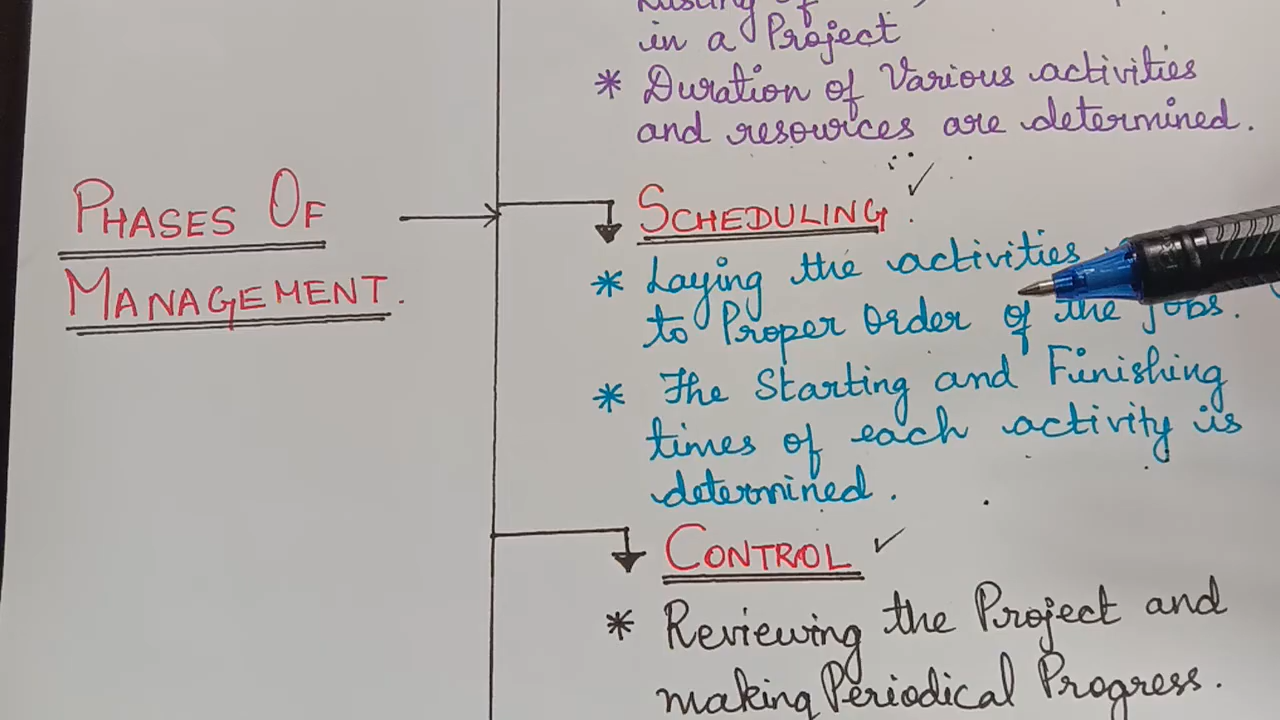 in a Project
* Duration of Various activities
and resources are determined.
PHASES OF
MANAGEMENT.
SCHEDULING.
* Laying the activities
to Proper Order of the Jobs.
* The Starting and Finishing
times of each activity is
determined.
CONTROL
* Reviewing the Project and
making Periodical Progress.